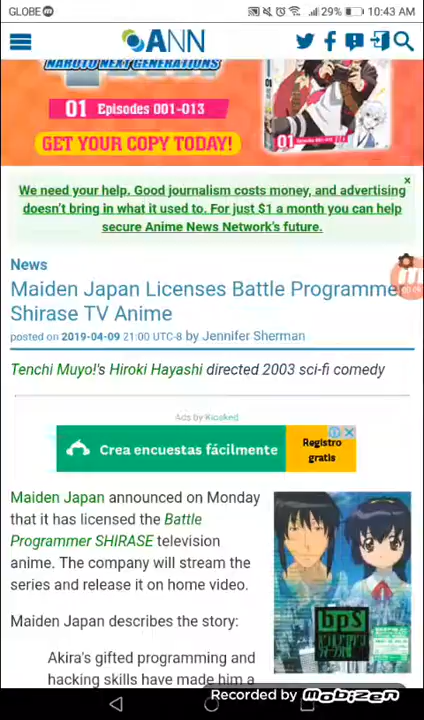 GLOBE
29% 10:43 AM
ANN
NARUTO NEXT GENERATIONS
01 Episodes 001-013
01
GET YOUR COPY TODAY!
×
We need your help. Good journalism costs money, and advertising
doesn't bring in what it used to. For just $1 a month you can help
secure Anime News Network's future.
News
Maiden Japan Licenses Battle Programmer
Shirase TV Anime
posted on 2019-04-09 21:00 UTC-8 by Jennifer Sherman
Tenchi Muyo!'s Hiroki Hayashi directed 2003 sci-fi comedy
Ads by Kiosked
Crea encuestas fácilmente
Registro
gratis
Maiden Japan announced on Monday
that it has licensed the Battle
Programmer SHIRASE television
anime. The company will stream the
series and release it on home video.
bps
Maiden Japan describes the story:
Akira's gifted programming and
hacking skills have made him a
Recorded by Mobizen